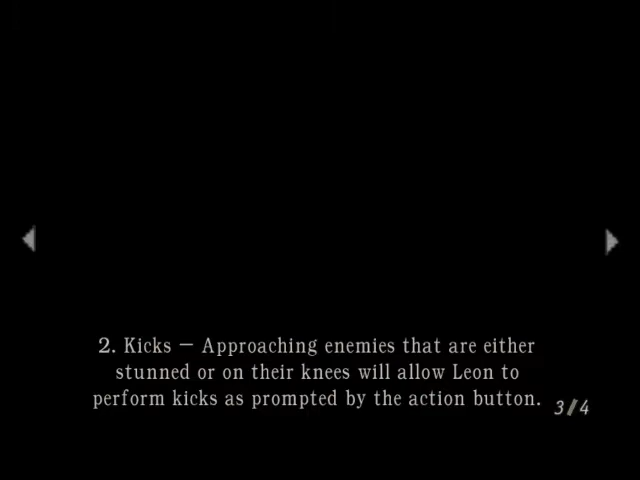 2. Kicks — Approaching enemies that are either
stunned or on their knees will allow Leon to
perform kicks as prompted by the action button.
3/4